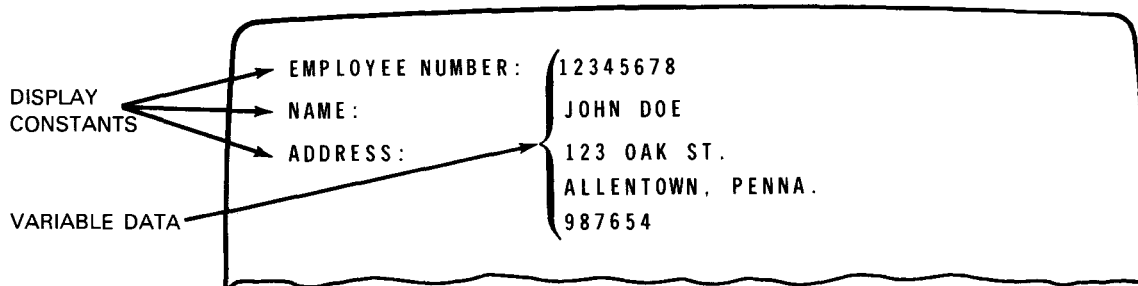 EMPLOYEE NUMBER: 12345678
DISPLAY
CONSTANTS
NAME: JOHN DOE
ADDRESS: 123 OAK ST.
ALLENTOWN, PENNA.
VARIABLE DATA
987654